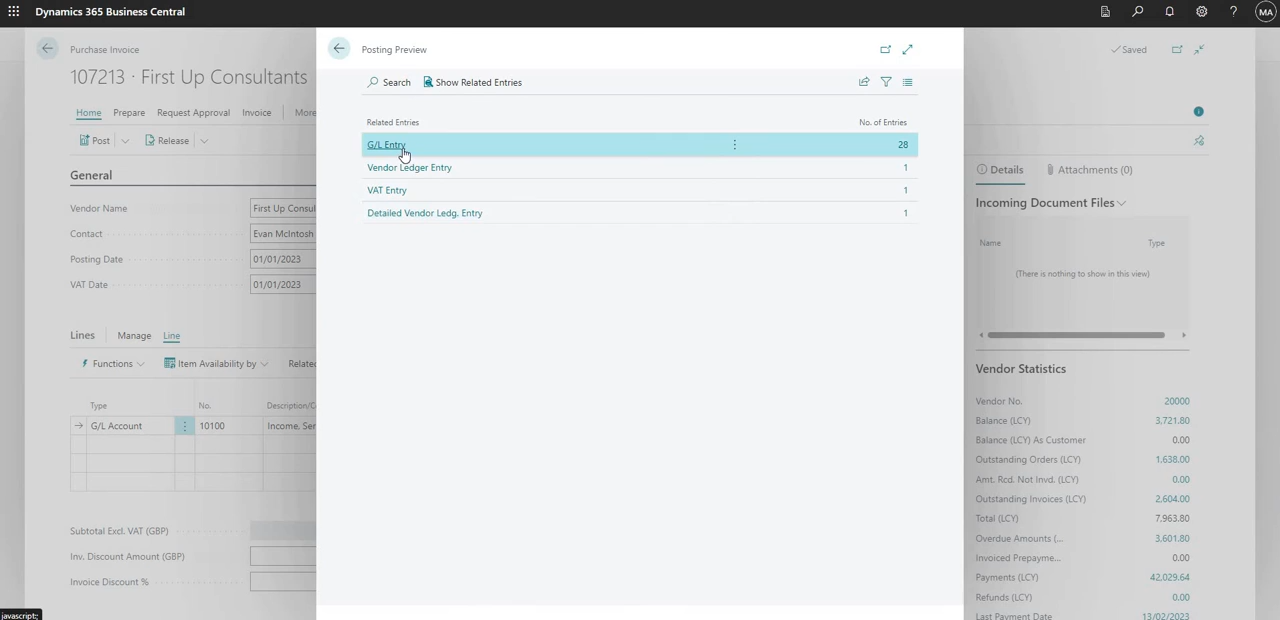 Dynamics 365 Business Central
MA
Purchase Invoice
Posting Preview
Saved
107213 · First Up Consultants
Search
Show Related Entries
Home
Prepare
Request Approval
Invoice
More
Related Entries
No. of Entries
Post
Release
G/L Entry
28
Vendor Ledger Entry
1
General
Details
Attachments (0)
VAT Entry
1
Vendor Name
First Up Consul
Detailed Vendor Ledg. Entry
1
Incoming Document Files
Contact
Evan McIntosh
Name
Type
Posting Date
01/01/2023
(There is nothing to show in this view)
VAT Date
01/01/2023
Lines
Manage
Line
Functions
Item Availability by
Relate
Vendor Statistics
Type
No.
Description/C
Vendor No.
20000
G/L Account
10100
Income, Ser
Balance (LCY)
3,721.80
Balance (LCY) As Customer
0.00
Outstanding Orders (LCY)
1,638.00
Amt. Rcd. Not Invd. (LCY)
0.00
Outstanding Invoices (LCY)
2,604.00
Total (LCY)
7,963.80
Subtotal Excl. VAT (GBP)
Overdue Amounts (...
3,601.80
Inv. Discount Amount (GBP)
Invoiced Prepayme...
0.00
Invoice Discount %
Payments (LCY)
42,029.64
Refunds (LCY)
0.00
javascript:;
Last Payment Date
13/02/2023